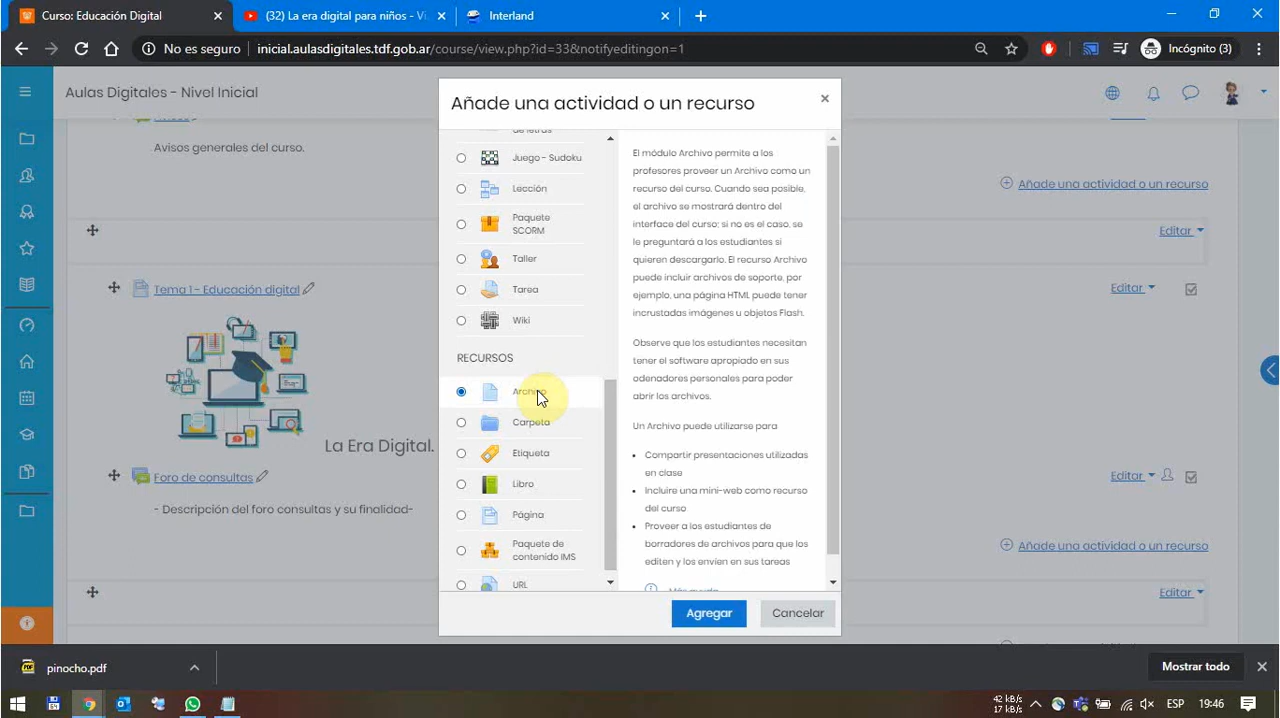 Curso: Educación Digital
(32) La era digital para niños - Vi
Interland
No es seguro
inicial.aulasdigitales.tdf.gob.ar/course/view.php?id=33&notifyeditingon=1
Incógnito (3)
Aulas Digitales - Nivel Inicial
Avisos
Avisos generales del curso.
Añade una actividad o un recurso
Editar
Tema 1 - Educación digital
Editar
La Era Digital.
Foro de consultas
Editar
- Descripción del foro consultas y su finalidad-
Añade una actividad o un recurso
Editar
Añade una actividad o un recurso
de letras
Juego - Sudoku
Lección
Paquete
SCORM
Taller
Tarea
Wiki
RECURSOS
Archivo
Carpeta
Etiqueta
Libro
Página
Paquete de
contenido IMS
URL
El módulo Archivo permite a los
profesores proveer un Archivo como un
recurso del curso. Cuando sea posible,
el archivo se mostrará dentro del
interface del curso; si no es el caso, se
le preguntará a los estudiantes si
quieren descargarlo. El recurso Archivo
puede incluir archivos de soporte, por
ejemplo, una página HTML puede tener
incrustadas imágenes u objetos Flash.
Observe que los estudiantes necesitan
tener el software apropiado en sus
odenadores personales para poder
abrir los archivos.
Un Archivo puede utilizarse para
• Compartir presentaciones utilizadas
en clase
• Incluire una mini-web como recurso
del curso
• Proveer a los estudiantes de
borradores de archivos para que los
editen y los envíen en sus tareas
Más ayuda
Agregar
Cancelar
pinocho.pdf
Mostrar todo
42 kB/s
17 kB/s
ESP
19:46